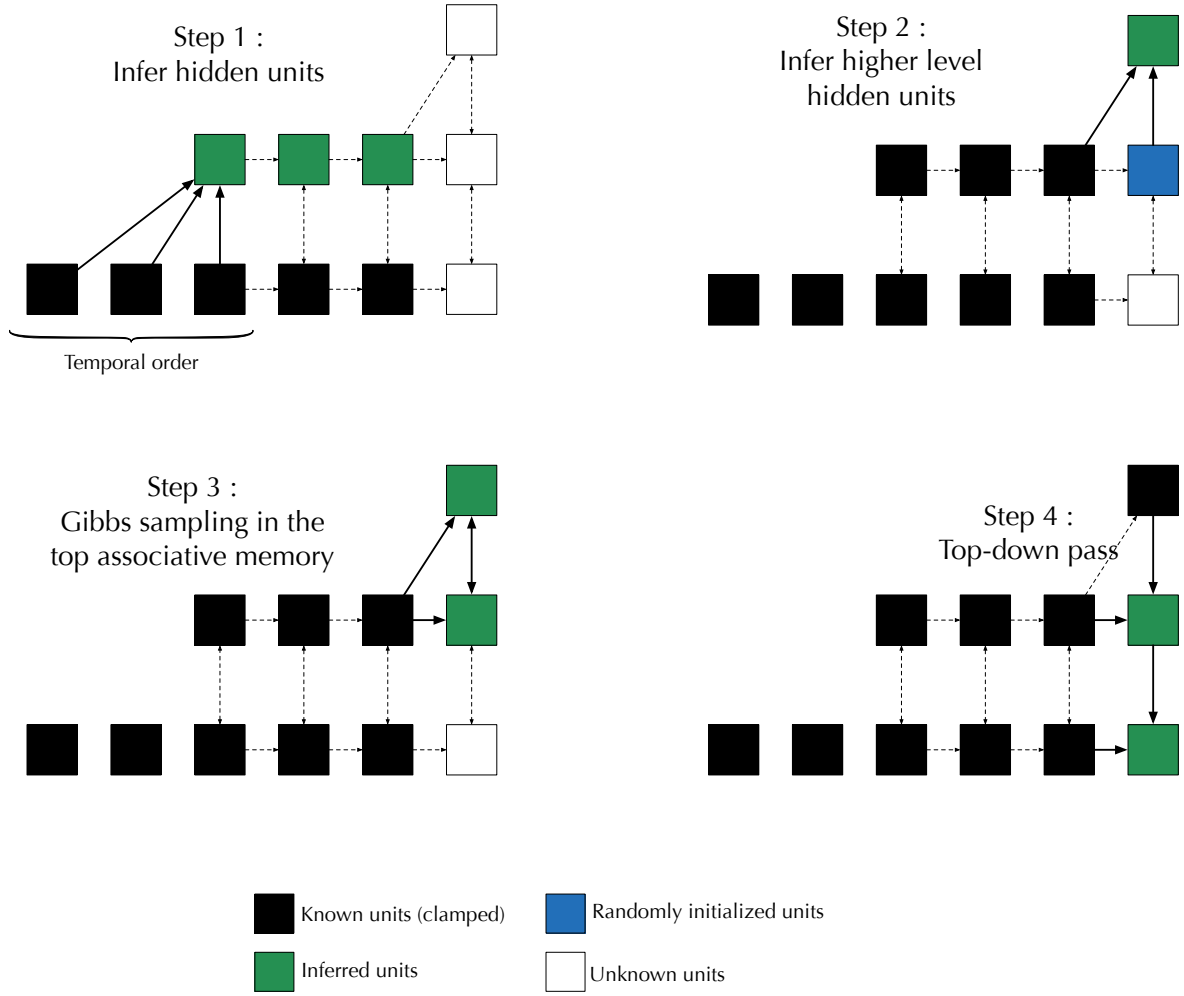 Step 1 :
Infer hidden units
Temporal order
Step 2 :
Infer higher level
hidden units
Step 3 :
Gibbs sampling in the
top associative memory
Step 4 :
Top-down pass
Known units (clamped)
Randomly initialized units
Inferred units
Unknown units